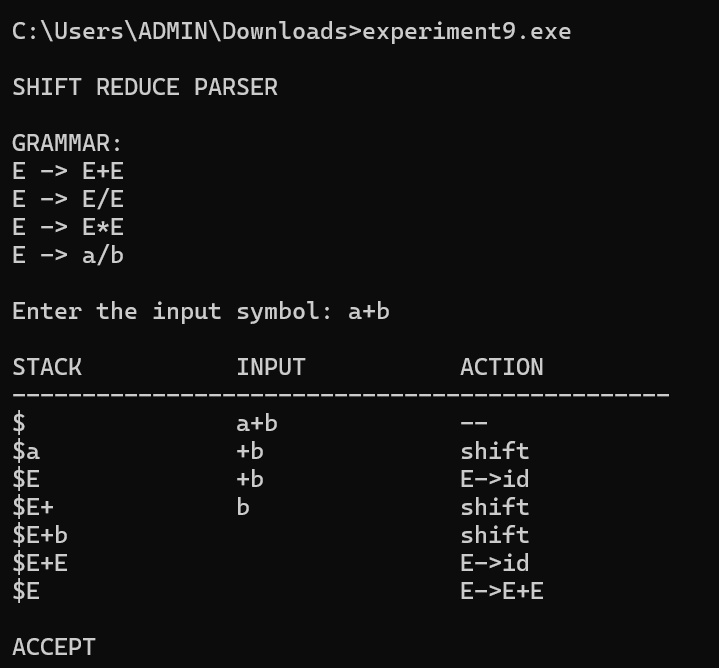 C:\Users\ADMIN\Downloads>experiment9.exe
SHIFT REDUCE PARSER
GRAMMAR:
E -> E+E
E -> E/E
E -> E*E
E -> a/b
Enter the input symbol: a+b
STACK INPUT ACTION
-----------------------------------------------
$ a+b --
$a +b shift
$E +b E->id
$E+ b shift
$E+b shift
$E+E E->id
$E E->E+E
ACCEPT